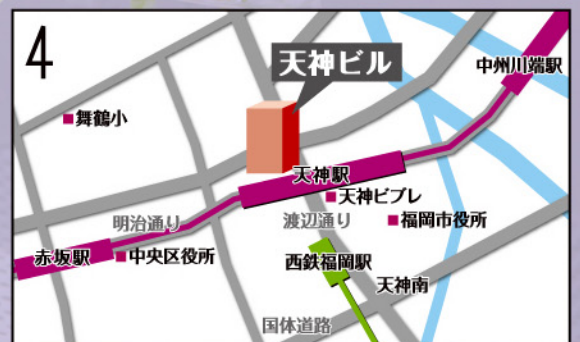 4
天神ビル
中州川端駅
舞鶴小
天神駅
天神ビブレ
明治通り
渡辺通り
福岡市役所
赤坂駅
中央区役所
西鉄福岡駅
天神南
国体道路